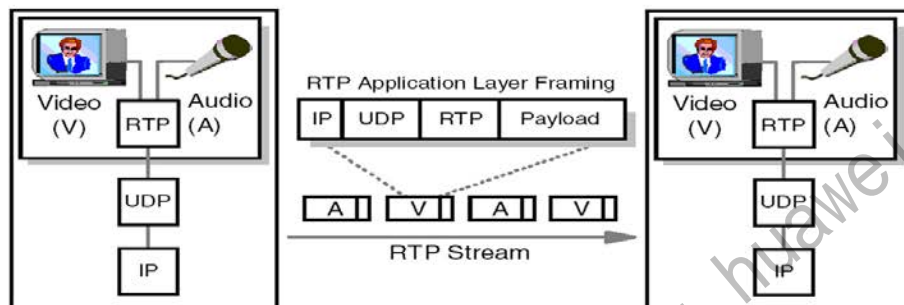 Video
(V)
Audio
(A)
RTP
UDP
IP
RTP Application Layer Framing
IP UDP RTP Payload
A V A V
RTP Stream
Video
(V)
Audio
(A)
RTP
UDP
IP
huawei